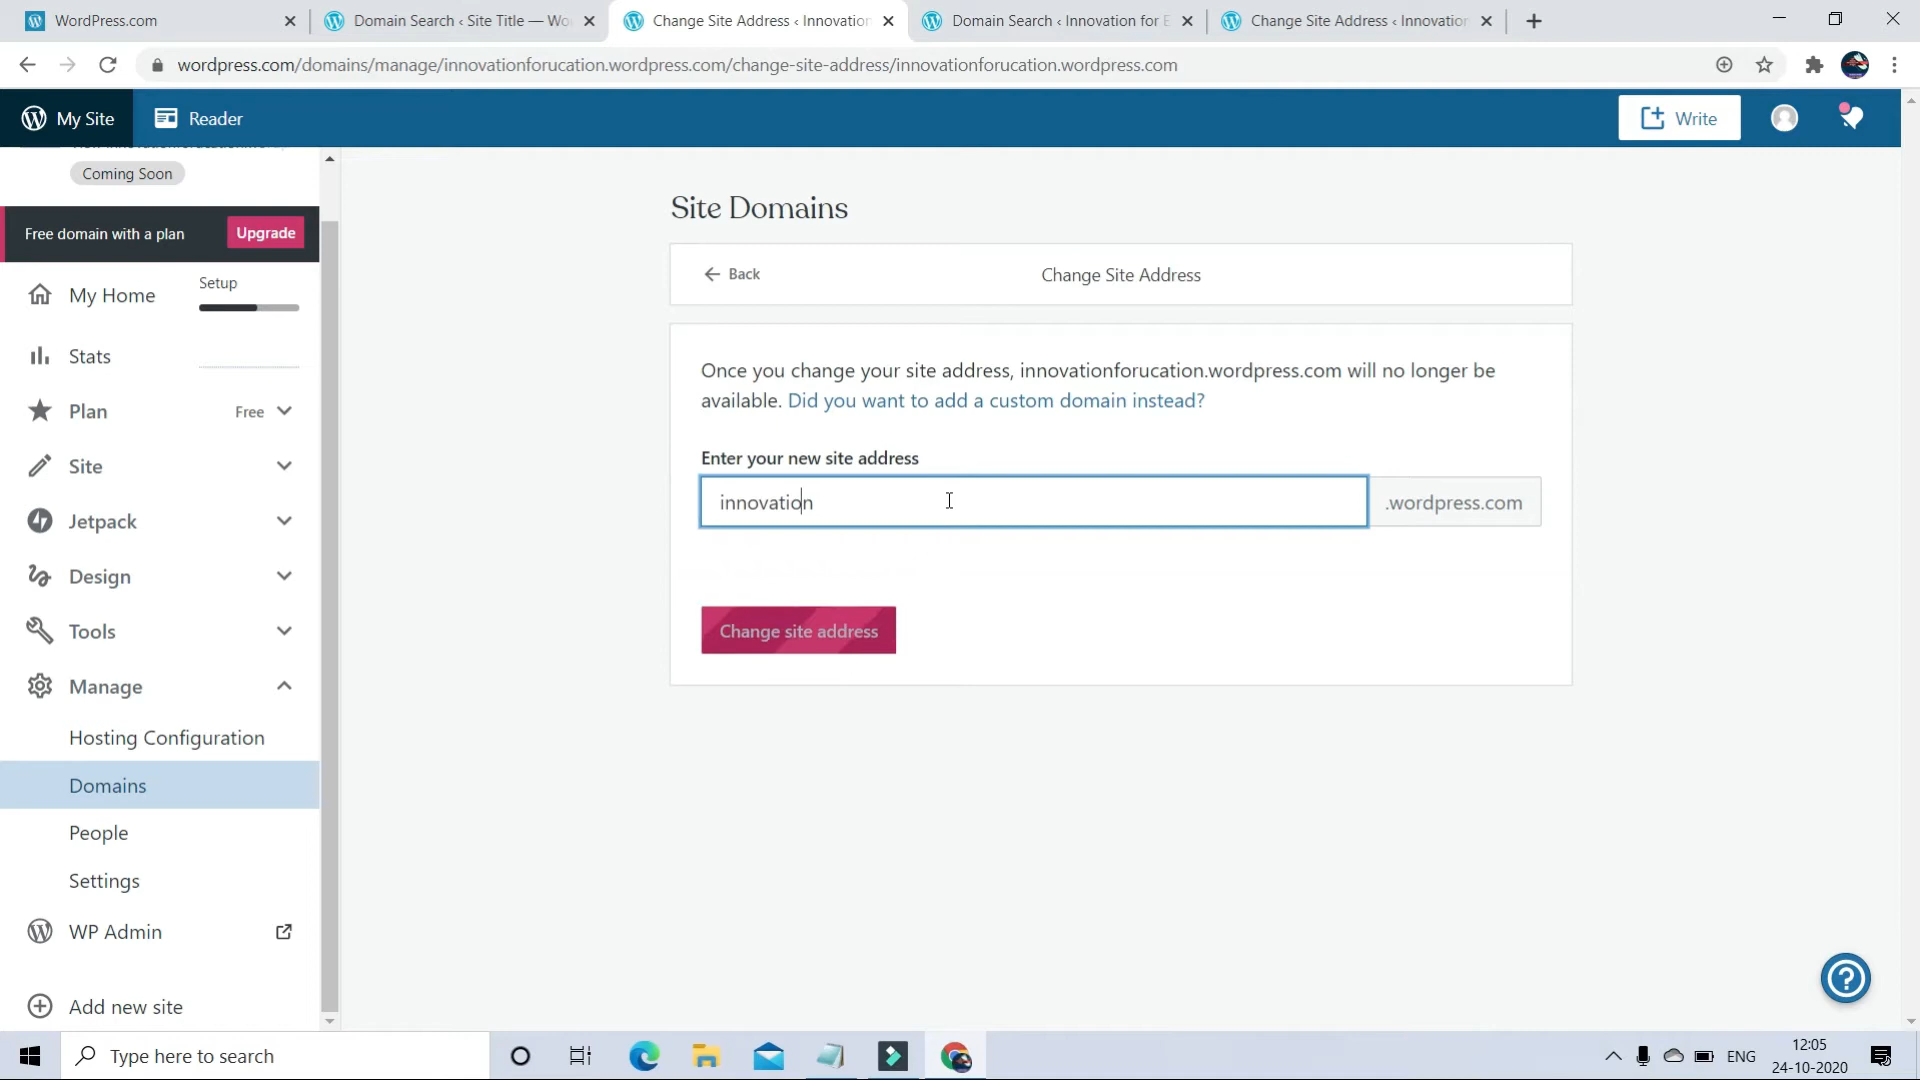 WordPress.com
Domain Search ‹ Site Title — Wo
Change Site Address ‹ Innovation
Domain Search ‹ Innovation for E
Change Site Address ‹ Innovation
wordpress.com/domains/manage/innovationforucation.wordpress.com/change-site-address/innovationforucation.wordpress.com
My Site
Reader
Write
Coming Soon
Free domain with a plan
Upgrade
My Home
Setup
Stats
Plan
Free
Site
Jetpack
Design
Tools
Manage
Hosting Configuration
Domains
People
Settings
WP Admin
Add new site
Site Domains
Back
Change Site Address
Once you change your site address, innovationforucation.wordpress.com will no longer be
available. Did you want to add a custom domain instead?
Enter your new site address
innovation
.wordpress.com
Change site address
Type here to search
ENG
12:05
24-10-2020